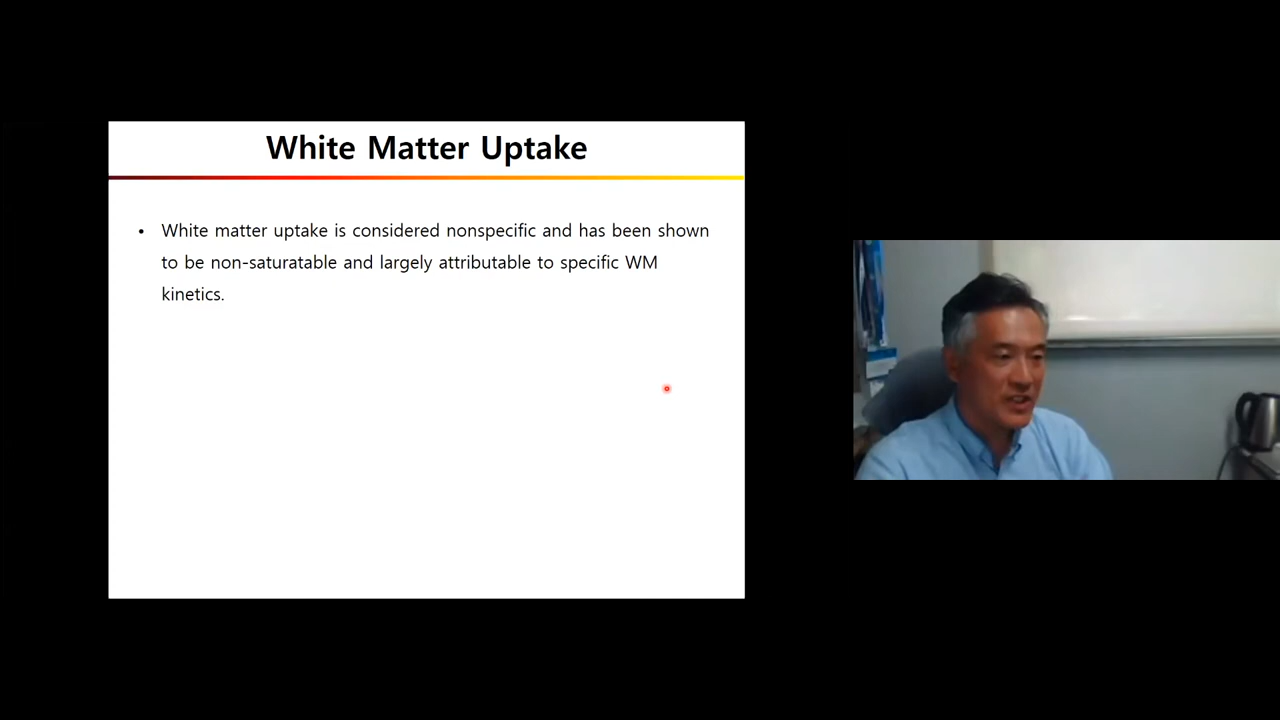 White Matter Uptake
• White matter uptake is considered nonspecific and has been shown
to be non-saturatable and largely attributable to specific WM
kinetics.